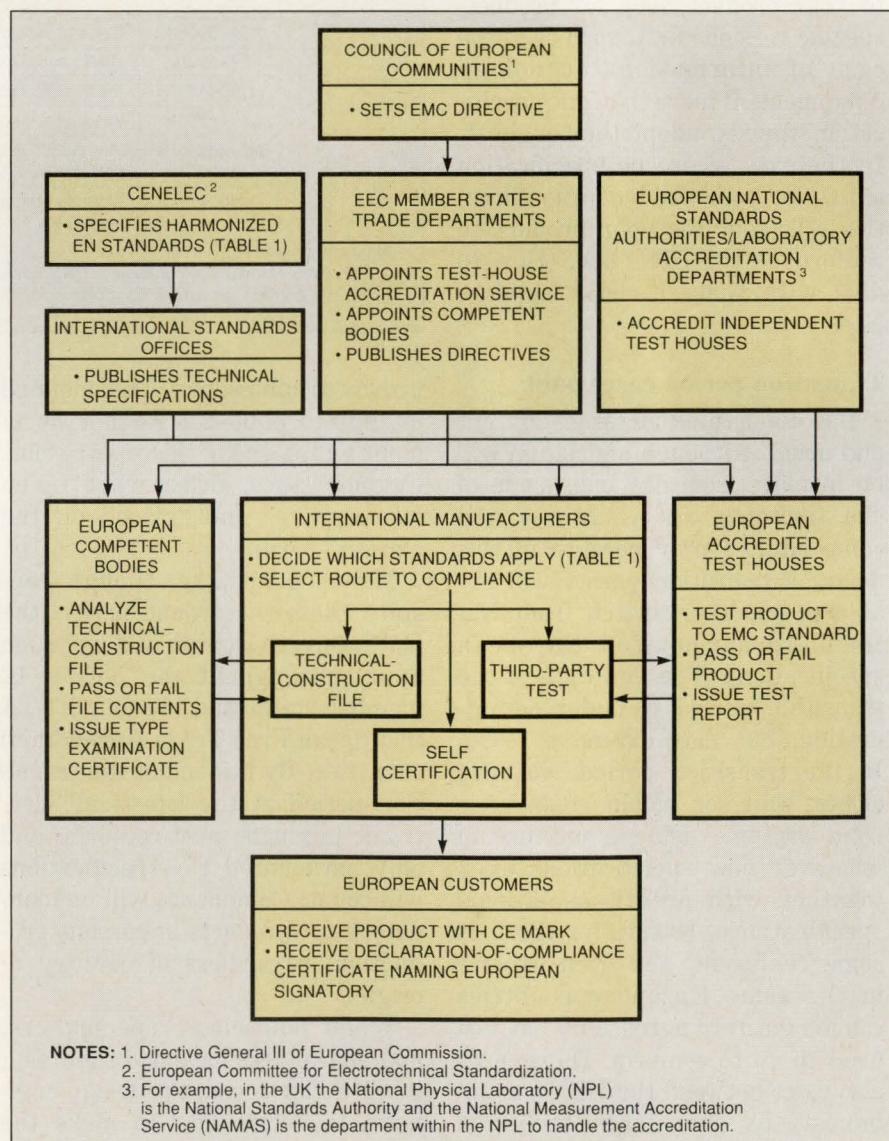 COUNCIL OF EUROPEAN
COMMUNITIES1
• SETS EMC DIRECTIVE
CENELEC 2
• SPECIFIES HARMONIZED
EN STANDARDS (TABLE 1)
EEC MEMBER STATES'
TRADE DEPARTMENTS
• APPOINTS TEST-HOUSE
ACCREDITATION SERVICE
• APPOINTS COMPETENT
BODIES
• PUBLISHES DIRECTIVES
EUROPEAN NATIONAL
STANDARDS
AUTHORITIES/LABORATORY
ACCREDITATION
DEPARTMENTS3
• ACCREDIT INDEPENDENT
TEST HOUSES
INTERNATIONAL STANDARDS
OFFICES
• PUBLISHES TECHNICAL
SPECIFICATIONS
EUROPEAN
COMPETENT
BODIES
• ANALYZE
TECHNICAL–
CONSTRUCTION
FILE
• PASS OR FAIL
FILE CONTENTS
• ISSUE TYPE
EXAMINATION
CERTIFICATE
INTERNATIONAL MANUFACTURERS
• DECIDE WHICH STANDARDS APPLY (TABLE 1)
• SELECT ROUTE TO COMPLIANCE
TECHNICAL-
CONSTRUCTION
FILE
THIRD-PARTY
TEST
SELF
CERTIFICATION
EUROPEAN
ACCREDITED
TEST HOUSES
• TEST PRODUCT
TO EMC STANDARD
• PASS OR FAIL
PRODUCT
• ISSUE TEST
REPORT
EUROPEAN CUSTOMERS
• RECEIVE PRODUCT WITH CE MARK
• RECEIVE DECLARATION-OF-COMPLIANCE
CERTIFICATE NAMING EUROPEAN
SIGNATORY
NOTES: 1. Directive General III of European Commission.
2. European Committee for Electrotechnical Standardization.
3. For example, in the UK the National Physical Laboratory (NPL)
is the National Standards Authority and the National Measurement Accreditation
Service (NAMAS) is the department within the NPL to handle the accreditation.